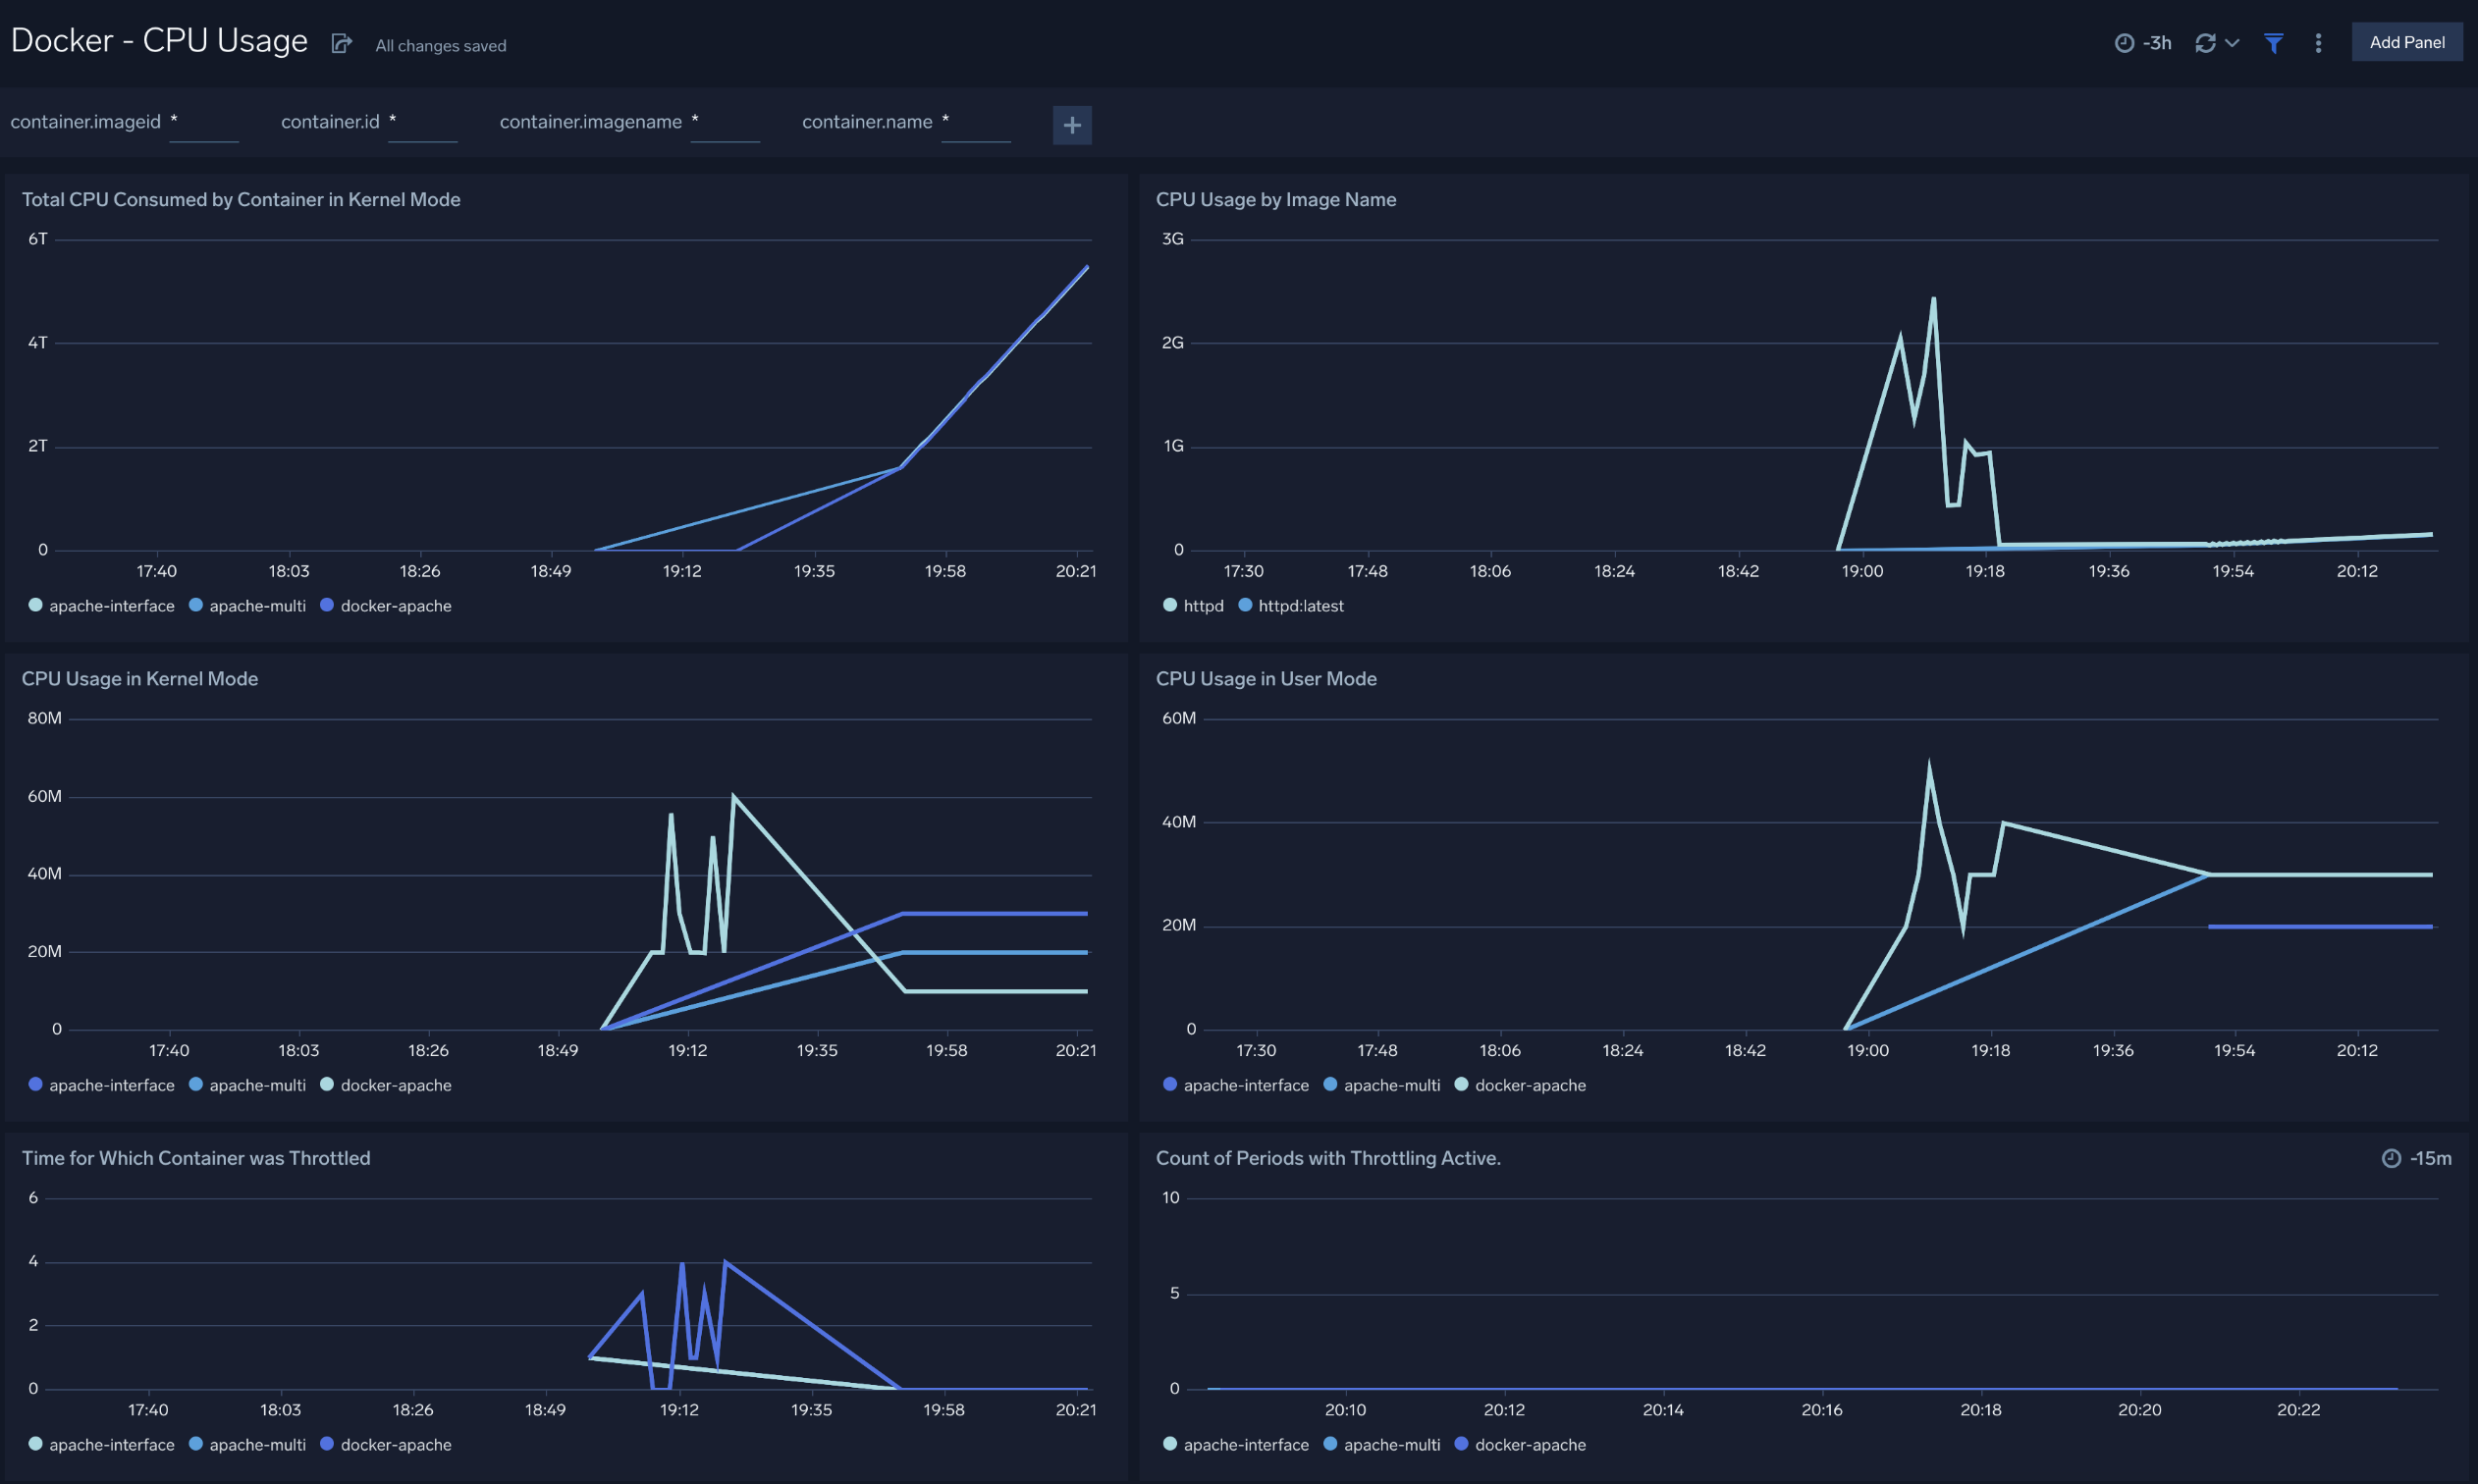 Docker - CPU Usage All changes saved -3h Add Panel
container.imageid * container.id * container.imagename * container.name * +
Total CPU Consumed by Container in Kernel Mode
6T
4T
2T
0
17:40 18:03 18:26 18:49 19:12 19:35 19:58 20:21
apache-interface apache-multi docker-apache
CPU Usage by Image Name
3G
2G
1G
0
17:30 17:48 18:06 18:24 18:42 19:00 19:18 19:36 19:54 20:12
httpd httpd:latest
CPU Usage in Kernel Mode
80M
60M
40M
20M
0
17:40 18:03 18:26 18:49 19:12 19:35 19:58 20:21
apache-interface apache-multi docker-apache
CPU Usage in User Mode
60M
40M
20M
0
17:30 17:48 18:06 18:24 18:42 19:00 19:18 19:36 19:54 20:12
apache-interface apache-multi docker-apache
Time for Which Container was Throttled
6
4
2
0
17:40 18:03 18:26 18:49 19:12 19:35 19:58 20:21
apache-interface apache-multi docker-apache
Count of Periods with Throttling Active. -15m
10
5
0
20:10 20:12 20:14 20:16 20:18 20:20 20:22
apache-interface apache-multi docker-apache